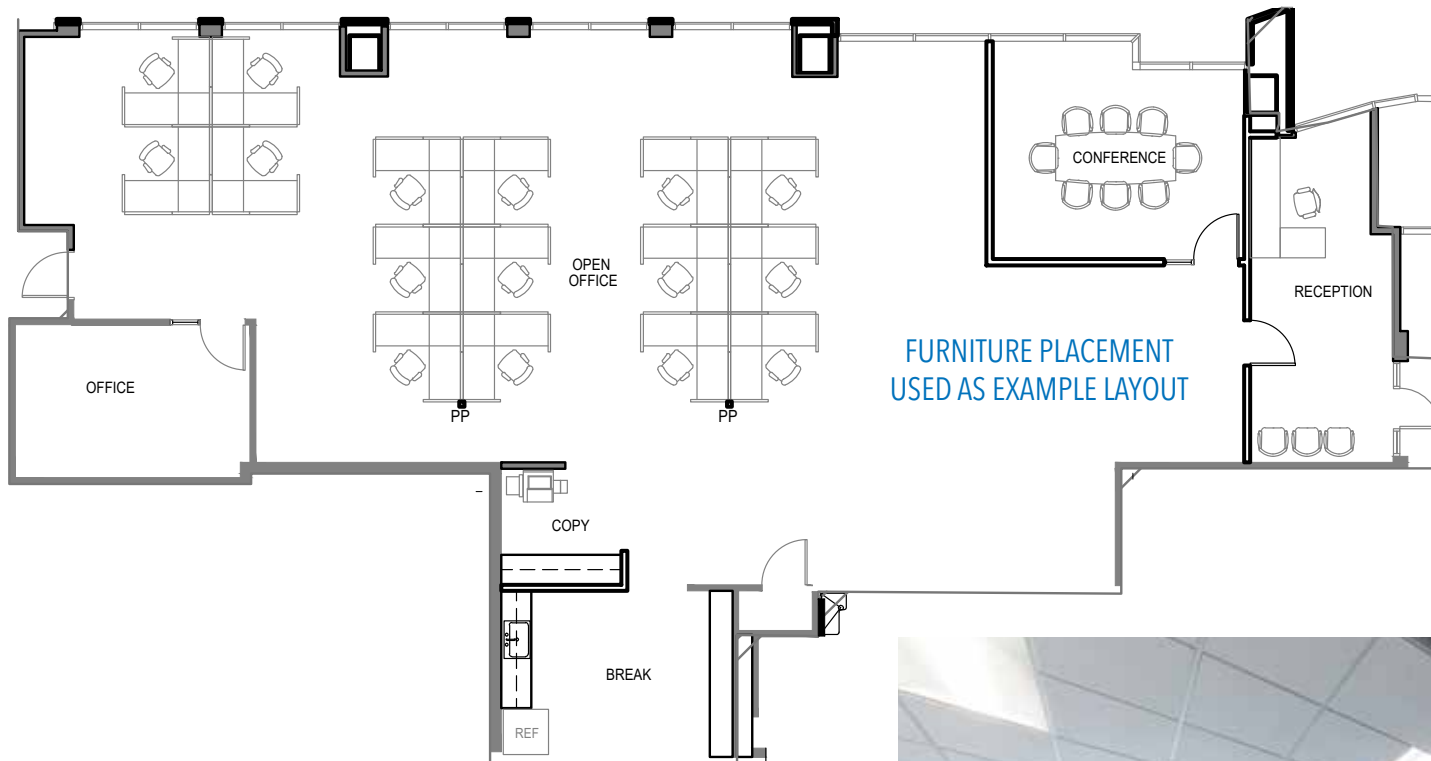 CONFERENCE
OPEN
OFFICE
RECEPTION
FURNITURE PLACEMENT
USED AS EXAMPLE LAYOUT
OFFICE
PP
PP
COPY
BREAK
REF